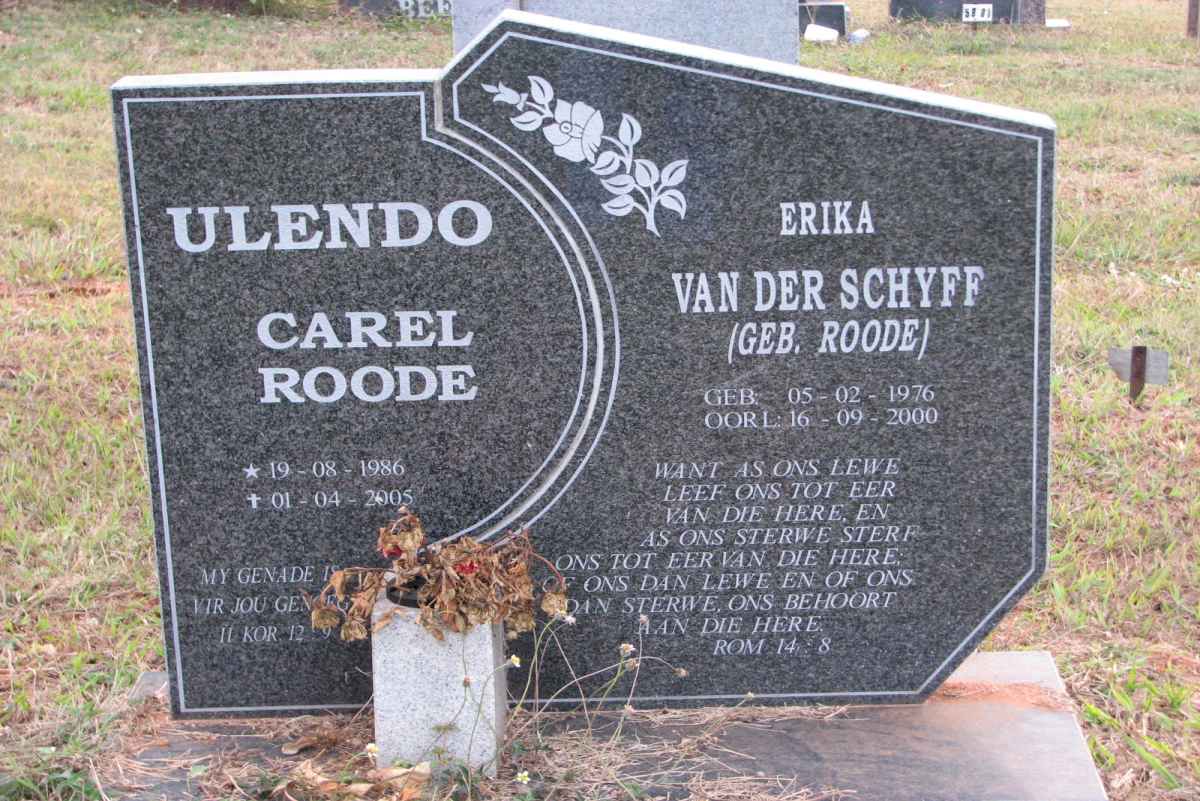 ULENDO
CAREL
ROODE
★ 19 - 08 - 1986
✝ 01 - 04 - 2005
MY GENADE IS
VIR JOU
II KOR 12 : 9
ERIKA
VAN DER SCHYFF
(GEB. ROODE)
GEB: 05 - 02 - 1976
OORL: 16 - 09 - 2000
WANT AS ONS LEWE
LEEF ONS TOT EER
VAN DIE HERE, EN
AS ONS STERWE STERF
ONS TOT EER VAN DIE HERE;
OF ONS DAN LEWE EN OF ONS
DAN STERWE, ONS BEHOORT
AAN DIE HERE.
ROM 14 : 8